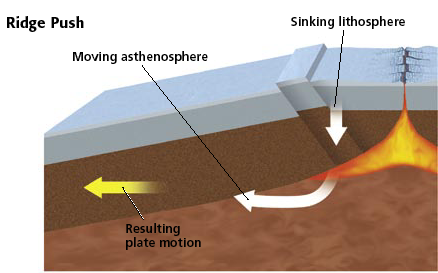 Ridge Push
Sinking lithosphere
Moving asthenosphere
Resulting
plate motion